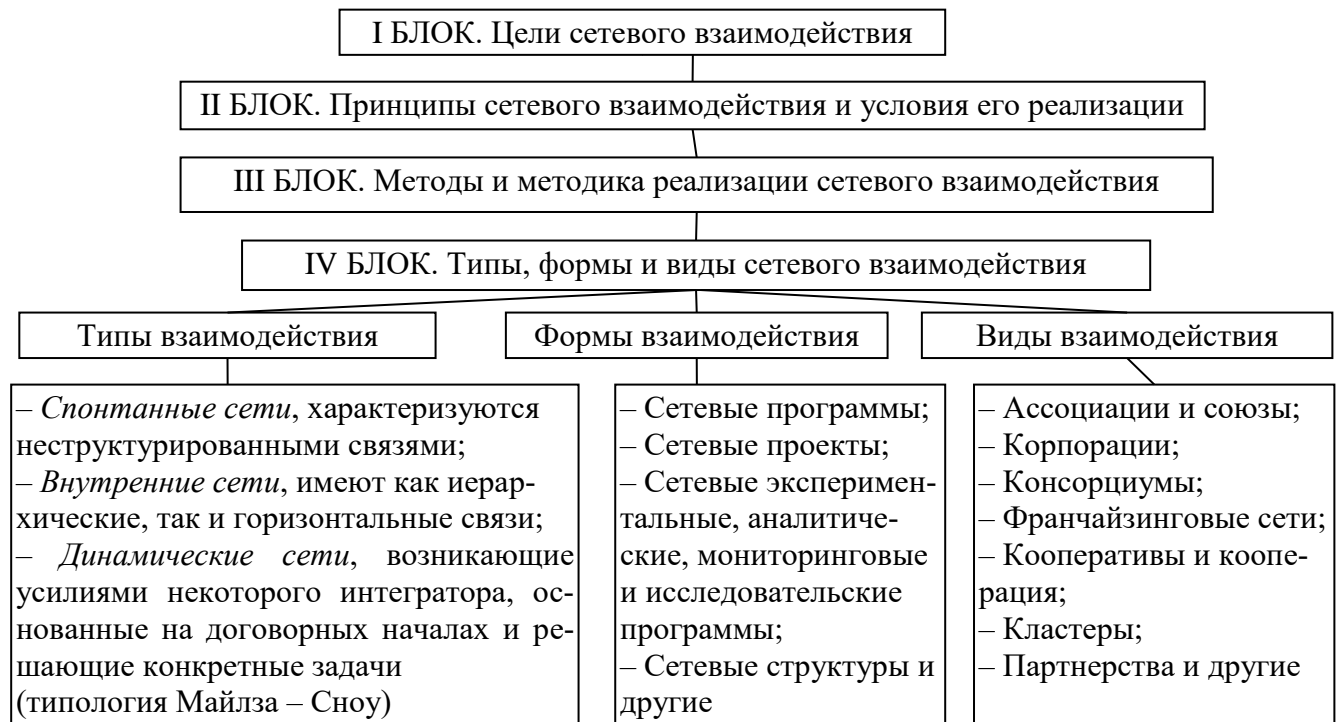 I БЛОК. Цели сетевого взаимодействия
II БЛОК. Принципы сетевого взаимодействия и условия его реализации
III БЛОК. Методы и методика реализации сетевого взаимодействия
IV БЛОК. Типы, формы и виды сетевого взаимодействия
Типы взаимодействия
– Спонтанные сети, характеризуются
неструктурированными связями;
– Внутренние сети, имеют как иерар-
хические, так и горизонтальные связи;
– Динамические сети, возникающие
усилиями некоторого интегратора, ос-
нованные на договорных началах и ре-
шающие конкретные задачи
(типология Майлза – Сноу)
Формы взаимодействия
– Сетевые программы;
– Сетевые проекты;
– Сетевые эксперимен-
тальные, аналитиче-
ские, мониторинговые
и исследовательские
программы;
– Сетевые структуры и
другие
Виды взаимодействия
– Ассоциации и союзы;
– Корпорации;
– Консорциумы;
– Франчайзинговые сети;
– Кооперативы и коопе-
рация;
– Кластеры;
– Партнерства и другие